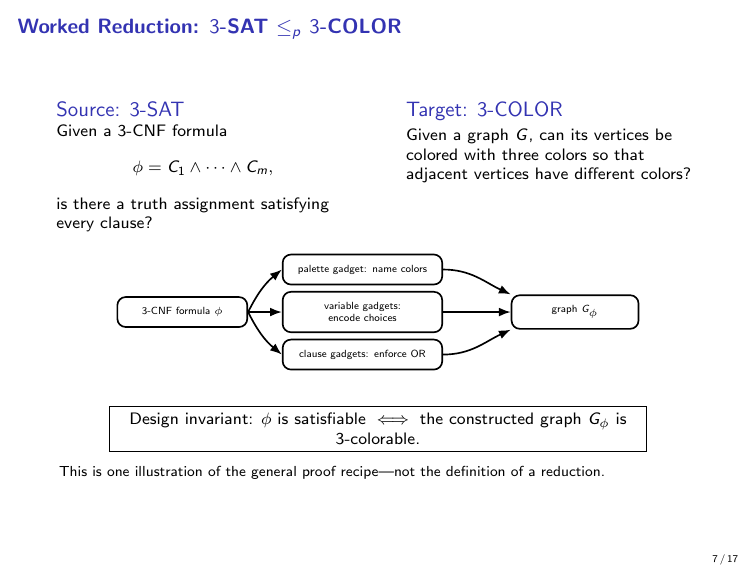 Worked Reduction: 3-SAT ≤p 3-COLOR
Source: 3-SAT
Given a 3-CNF formula
ϕ = C1 ∧ · · · ∧ Cm,
is there a truth assignment satisfying
every clause?
Target: 3-COLOR
Given a graph G, can its vertices be
colored with three colors so that
adjacent vertices have different colors?
3-CNF formula ϕ
palette gadget: name colors
variable gadgets:
encode choices
clause gadgets: enforce OR
graph Gϕ
Design invariant: ϕ is satisfiable ⟺ the constructed graph Gϕ is
3-colorable.
This is one illustration of the general proof recipe—not the definition of a reduction.
7 / 17